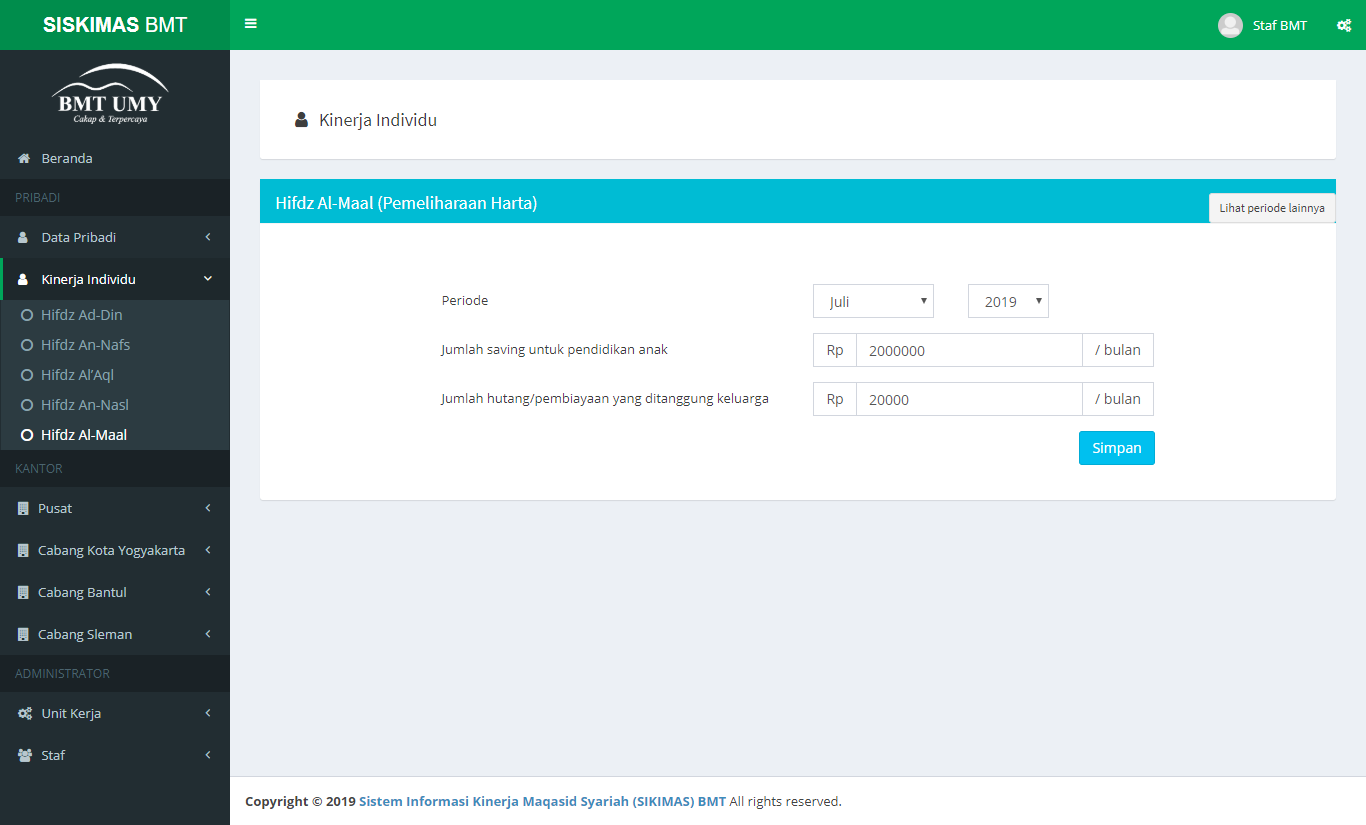 SISKIMAS BMT
Staf BMT
BMT UMY
Cakap & Terpercaya
Beranda
PRIBADI
Data Pribadi
Kinerja Individu
Hifdz Ad-Din
Hifdz An-Nafs
Hifdz Al’Aql
Hifdz An-Nasl
Hifdz Al-Maal
KANTOR
Pusat
Cabang Kota Yogyakarta
Cabang Bantul
Cabang Sleman
ADMINISTRATOR
Unit Kerja
Staf
Kinerja Individu
Hifdz Al-Maal (Pemeliharaan Harta)
Lihat periode lainnya
Periode Juli 2019
Jumlah saving untuk pendidikan anak Rp 2000000 / bulan
Jumlah hutang/pembiayaan yang ditanggung keluarga Rp 20000 / bulan
Simpan
Copyright © 2019 Sistem Informasi Kinerja Maqasid Syariah (SIKIMAS) BMT All rights reserved.